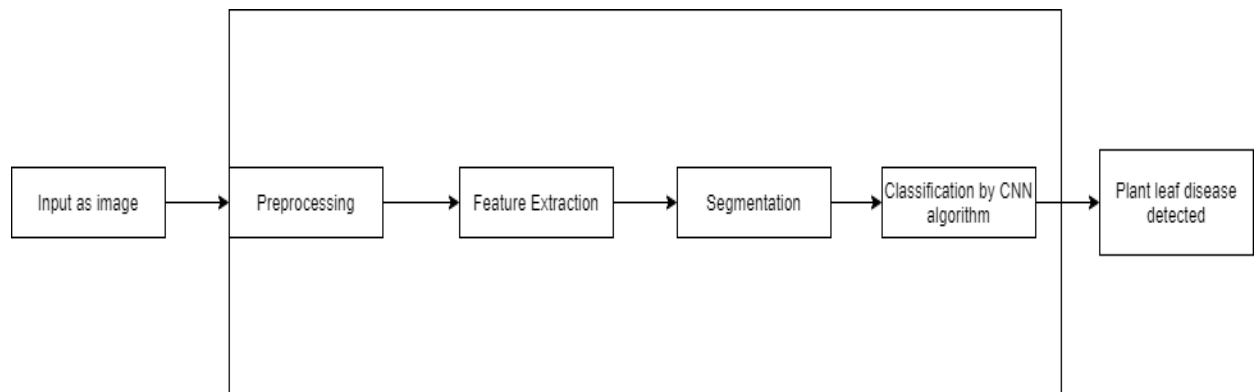 Input as image
Preprocessing
Feature Extraction
Segmentation
Classification by CNN
algorithm
Plant leaf disease
detected